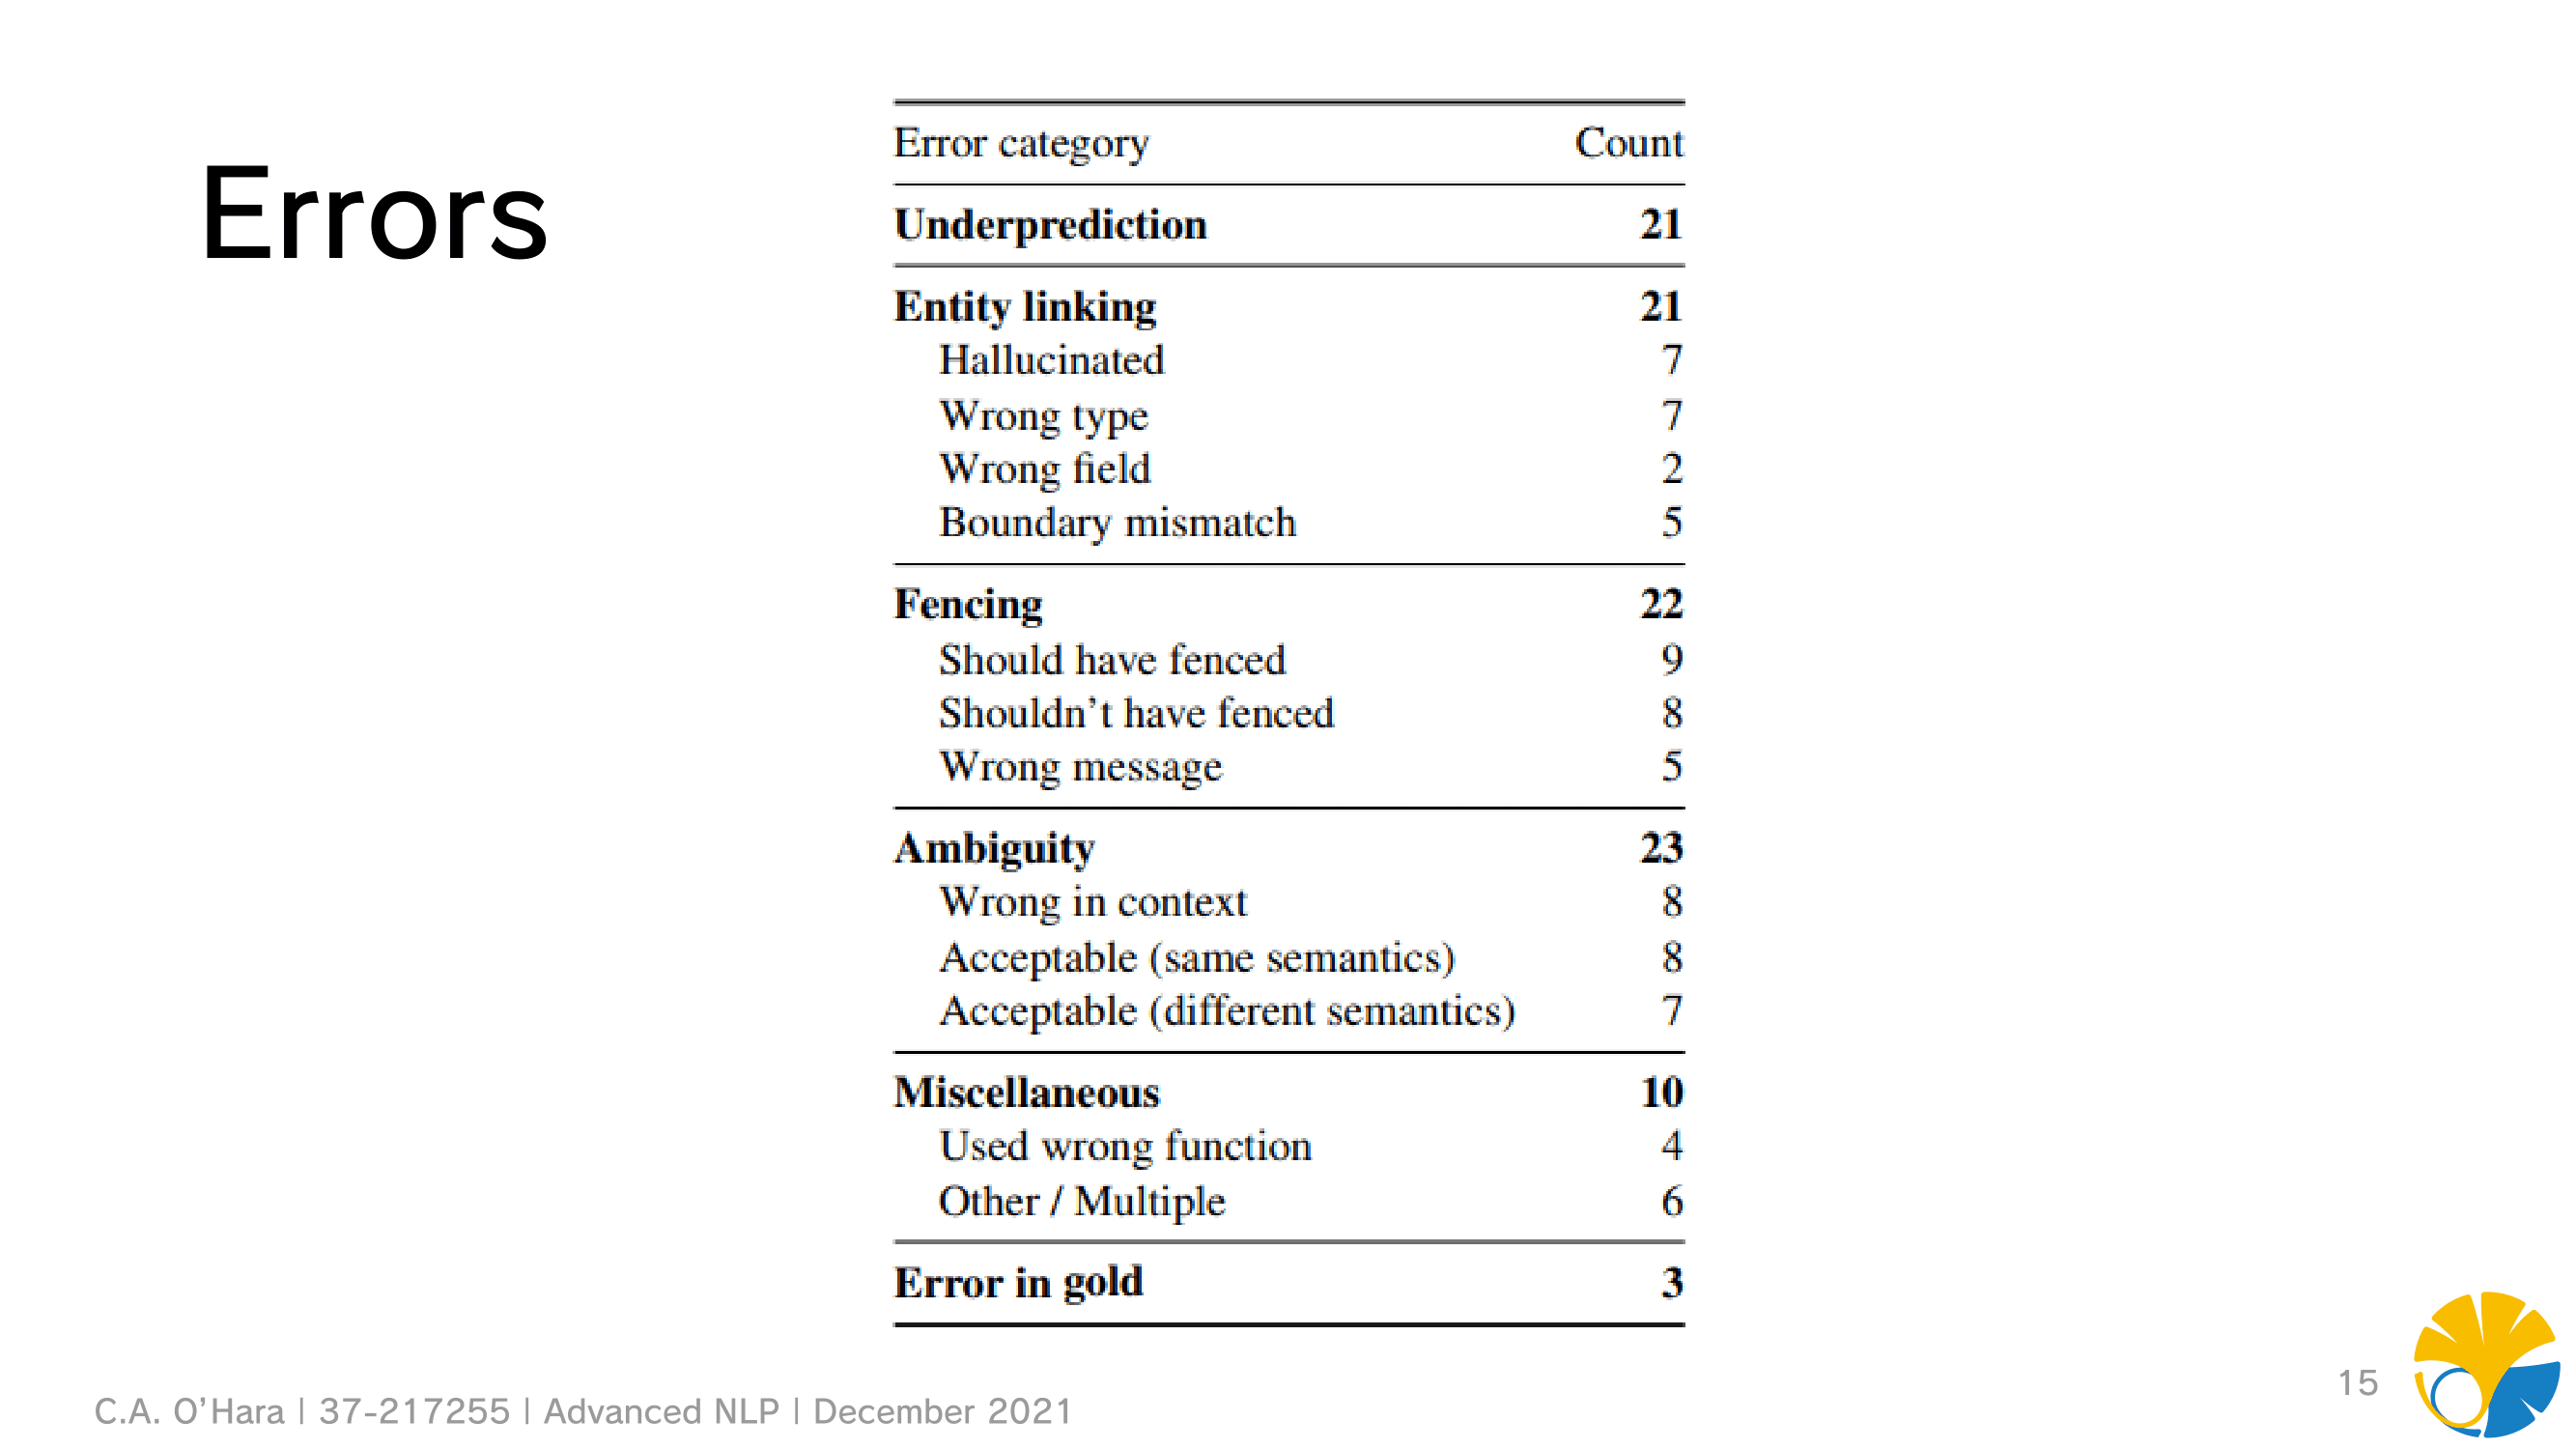 Errors
Error category Count
Underprediction 21
Entity linking 21
Hallucinated 7
Wrong type 7
Wrong field 2
Boundary mismatch 5
Fencing 22
Should have fenced 9
Shouldn't have fenced 8
Wrong message 5
Ambiguity 23
Wrong in context 8
Acceptable (same semantics) 8
Acceptable (different semantics) 7
Miscellaneous 10
Used wrong function 4
Other / Multiple 6
Error in gold 3
C.A. O'Hara | 37-217255 | Advanced NLP | December 2021
15